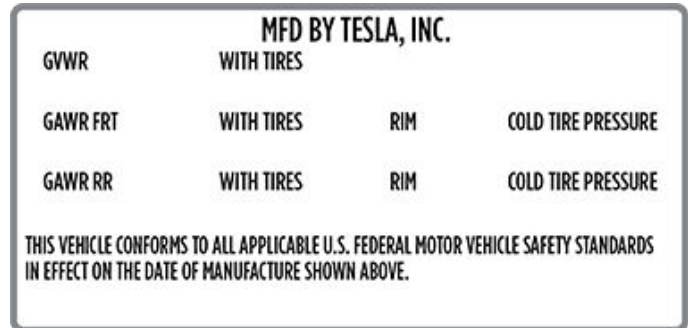 MFD BY TESLA, INC.
GVWR WITH TIRES
GAWR FRT WITH TIRES RIM COLD TIRE PRESSURE
GAWR RR WITH TIRES RIM COLD TIRE PRESSURE
THIS VEHICLE CONFORMS TO ALL APPLICABLE U.S. FEDERAL MOTOR VEHICLE SAFETY STANDARDS
IN EFFECT ON THE DATE OF MANUFACTURE SHOWN ABOVE.